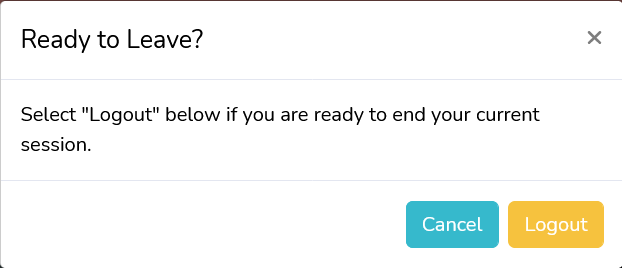 Ready to Leave?
Select "Logout" below if you are ready to end your current
session.
Cancel Logout